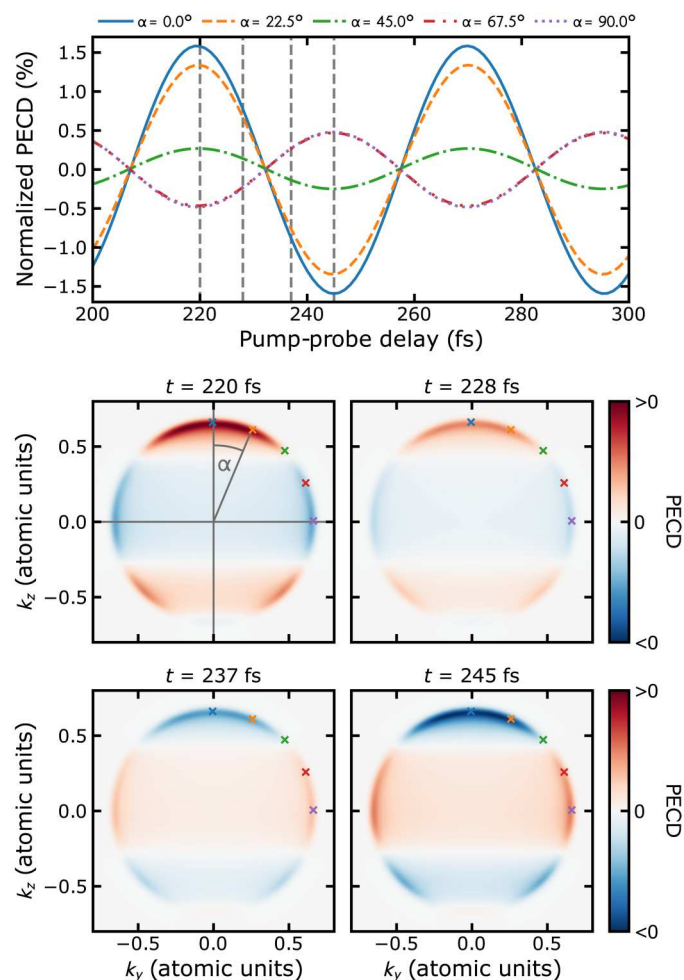 α = 0.0° α = 22.5° α = 45.0° α = 67.5° α = 90.0°
Normalized PECD (%)
1.5
1.0
0.5
0.0
−0.5
−1.0
−1.5
200 220 240 260 280 300
Pump-probe delay (fs)
t = 220 fs t = 228 fs
k_z (atomic units)
0.5
0.0
−0.5
α
>0
0
<0
PECD
t = 237 fs t = 245 fs
k_z (atomic units)
0.5
0.0
−0.5
>0
0
<0
PECD
−0.5 0.0 0.5 −0.5 0.0 0.5
k_y (atomic units) k_y (atomic units)